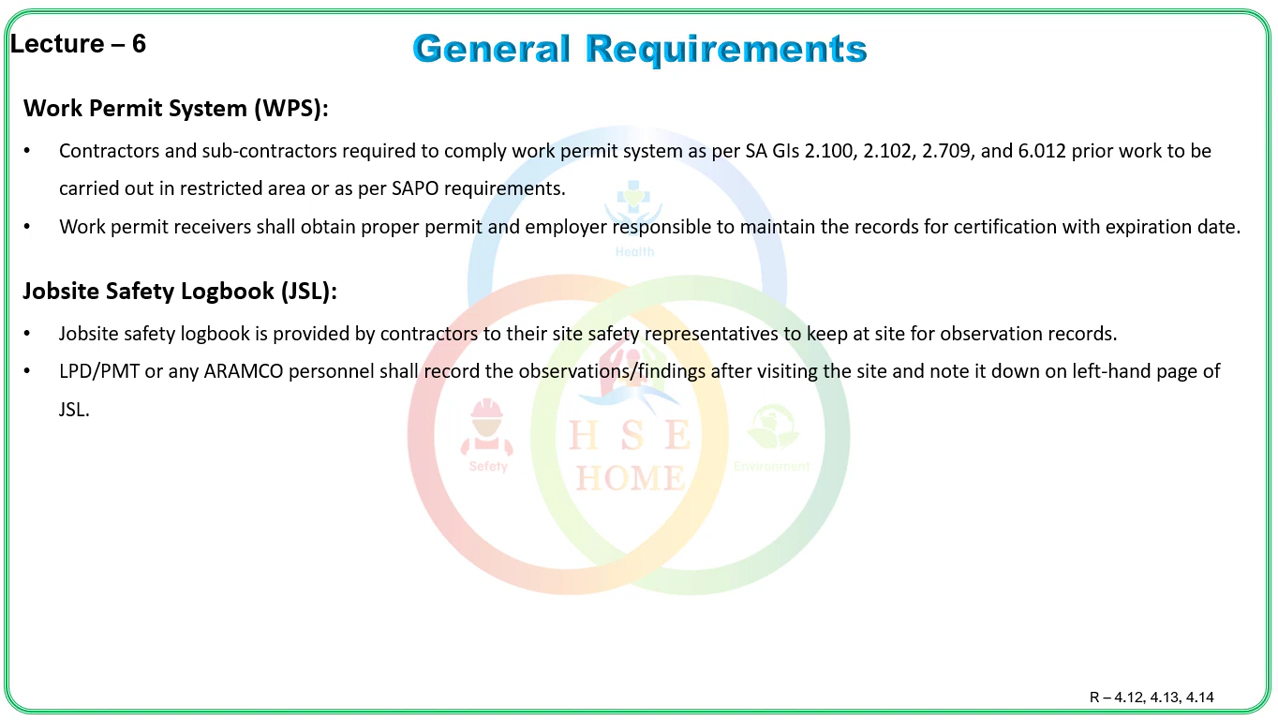 Lecture – 6
General Requirements
Work Permit System (WPS):
• Contractors and sub-contractors required to comply work permit system as per SA GIs 2.100, 2.102, 2.709, and 6.012 prior work to be
carried out in restricted area or as per SAPO requirements.
• Work permit receivers shall obtain proper permit and employer responsible to maintain the records for certification with expiration date.
Health
Jobsite Safety Logbook (JSL):
• Jobsite safety logbook is provided by contractors to their site safety representatives to keep at site for observation records.
• LPD/PMT or any ARAMCO personnel shall record the observations/findings after visiting the site and note it down on left-hand page of
JSL.
H S E
HOME
Safety
Environment
R – 4.12, 4.13, 4.14